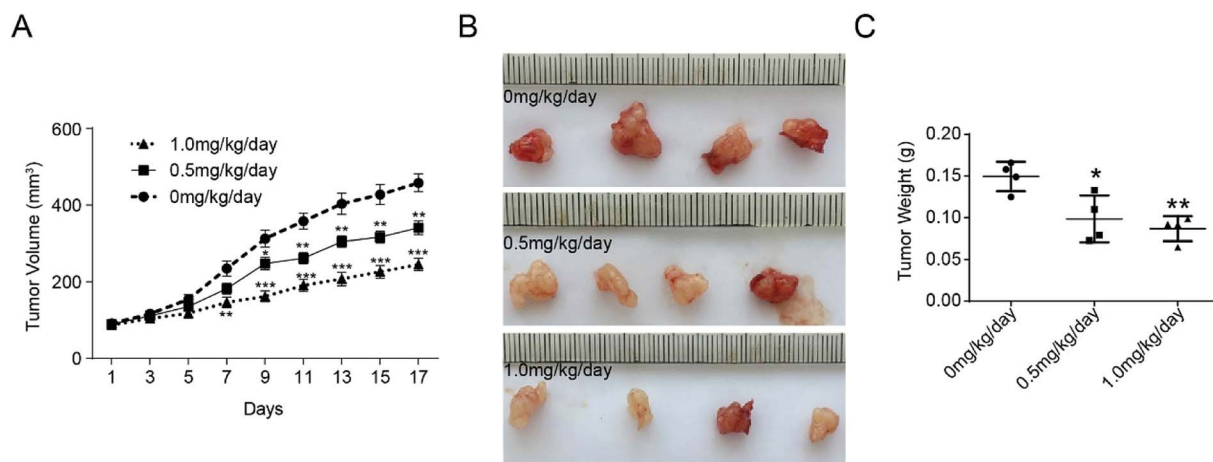 A
600
400
200
0
Tumor Volume (mm³)
1.0mg/kg/day
0.5mg/kg/day
0mg/kg/day
**
*
***
**
***
**
***
**
***
**
***
1 3 5 7 9 11 13 15 17
Days
B
0mg/kg/day
0.5mg/kg/day
1.0mg/kg/day
C
Tumor Weight (g)
0.20
0.15
0.10
0.05
0.00
*
**
0mg/kg/day
0.5mg/kg/day
1.0mg/kg/day